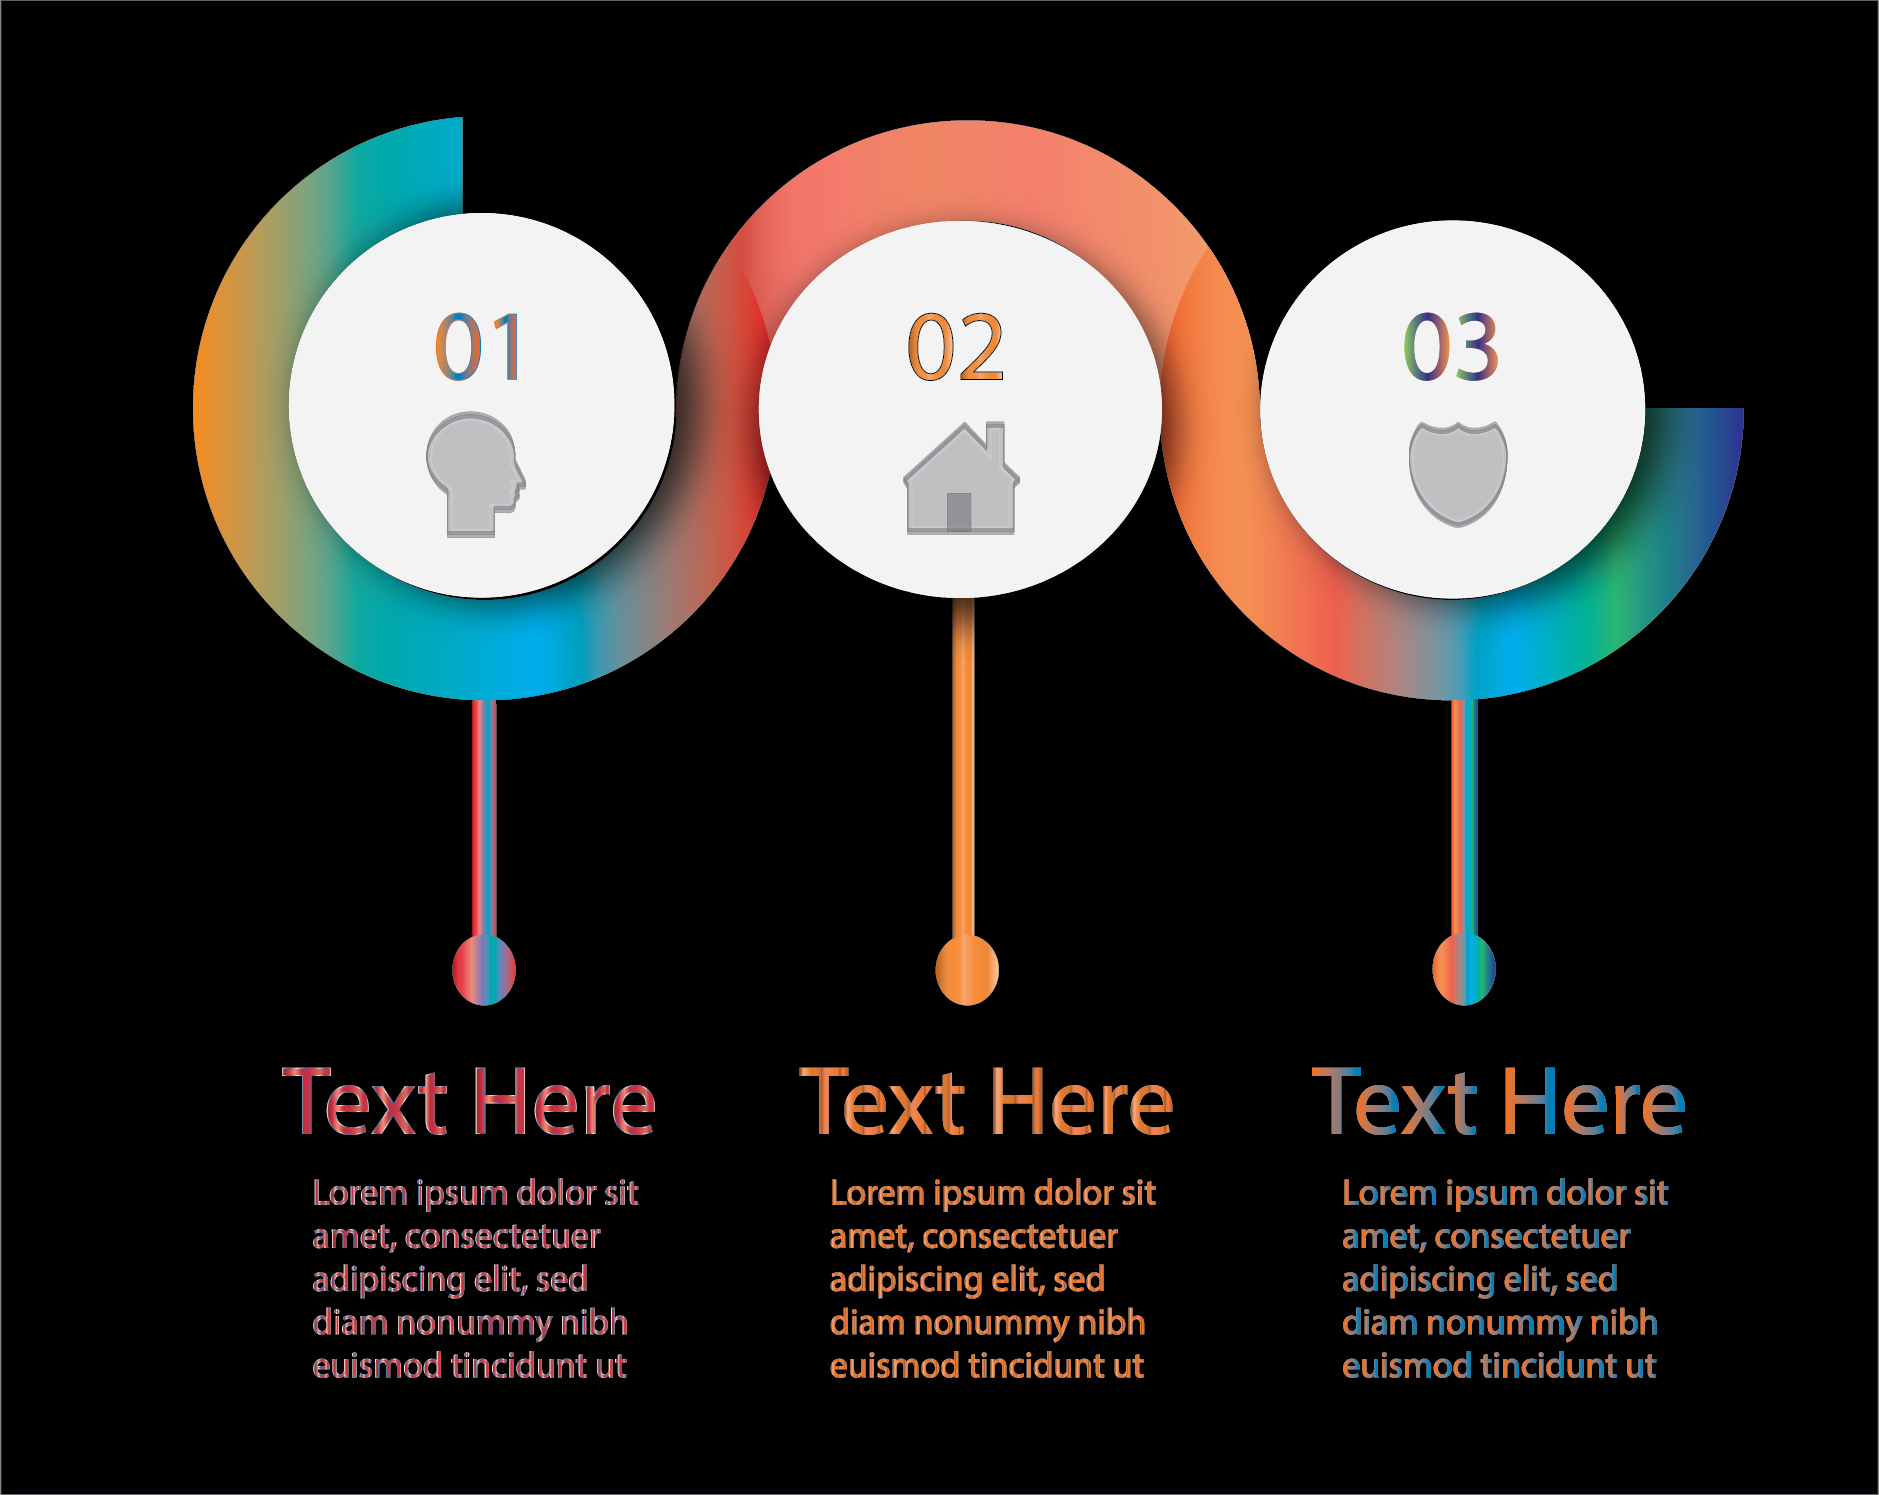 01
02
03
Text Here
Lorem ipsum dolor sit
amet, consectetuer
adipiscing elit, sed
diam nonummy nibh
euismod tincidunt ut
Text Here
Lorem ipsum dolor sit
amet, consectetuer
adipiscing elit, sed
diam nonummy nibh
euismod tincidunt ut
Text Here
Lorem ipsum dolor sit
amet, consectetuer
adipiscing elit, sed
diam nonummy nibh
euismod tincidunt ut